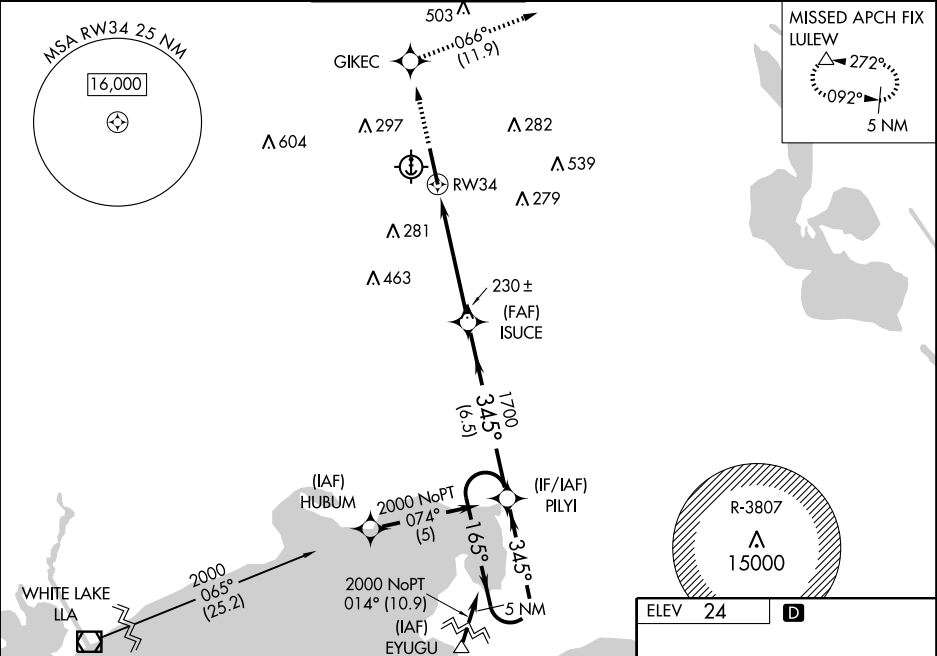 MSA RW34 25 NM
16,000
503
066°
(11.9)
GIKEC
MISSED APCH FIX
LULEW
272°
092°
5 NM
604
297
282
539
279
RW34
281
463
230 ±
(FAF)
ISUCE
1700
345°
(6.5)
(IAF)
HUBUM
2000 NoPT
074°
(5)
(IF/IAF)
PILYI
165°
345°
5 NM
R-3807
15000
2000
065°
(25.2)
WHITE LAKE
LLA
2000 NoPT
014° (10.9)
(IAF)
EYUGU
ELEV 24
D